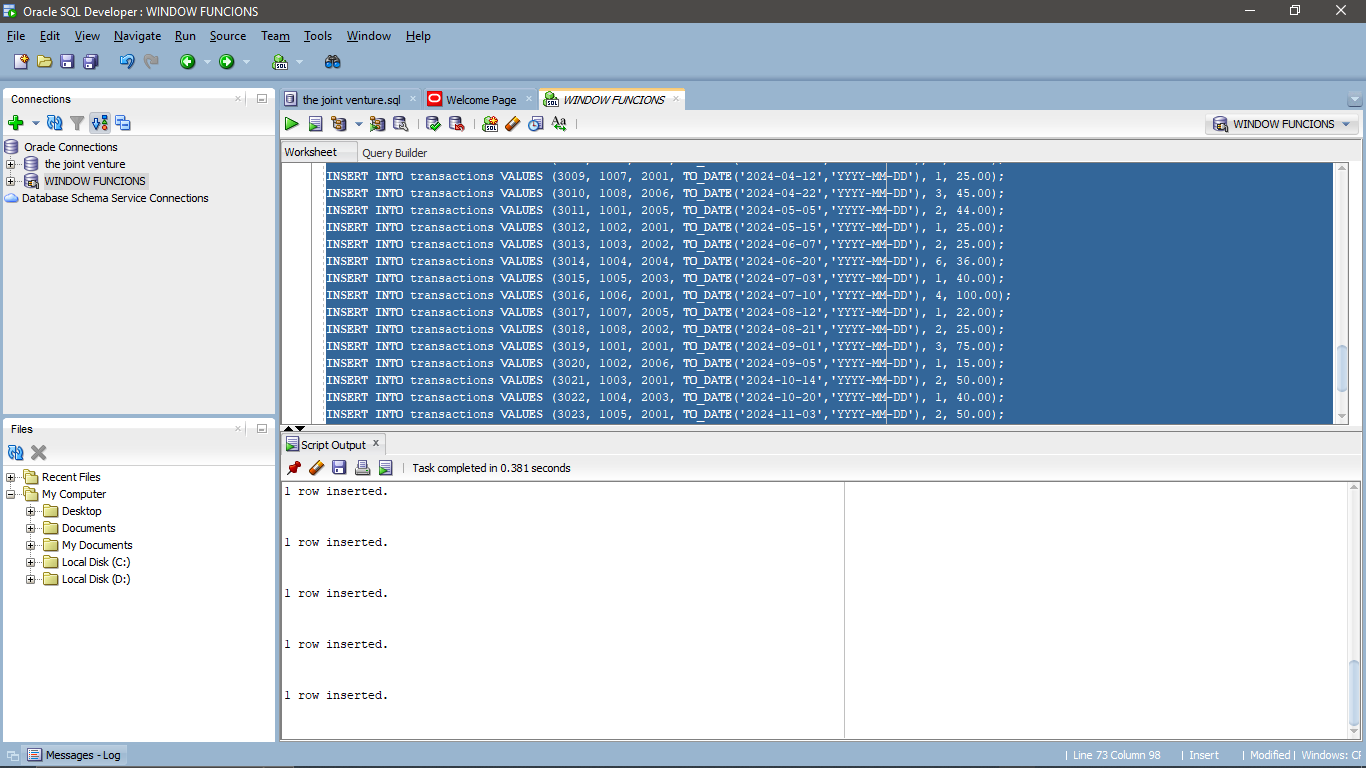 Oracle SQL Developer : WINDOW FUNCIONS
File Edit View Navigate Run Source Team Tools Window Help
Connections
Oracle Connections
the joint venture
WINDOW FUNCIONS
Database Schema Service Connections
Files
Recent Files
My Computer
Desktop
Documents
My Documents
Local Disk (C:)
Local Disk (D:)
the joint venture.sql Welcome Page WINDOW FUNCIONS
WINDOW FUNCIONS
Worksheet Query Builder
INSERT INTO transactions VALUES (3009, 1007, 2001, TO_DATE('2024-04-12','YYYY-MM-DD'), 1, 25.00);
INSERT INTO transactions VALUES (3010, 1008, 2006, TO_DATE('2024-04-22','YYYY-MM-DD'), 3, 45.00);
INSERT INTO transactions VALUES (3011, 1001, 2005, TO_DATE('2024-05-05','YYYY-MM-DD'), 2, 44.00);
INSERT INTO transactions VALUES (3012, 1002, 2001, TO_DATE('2024-05-15','YYYY-MM-DD'), 1, 25.00);
INSERT INTO transactions VALUES (3013, 1003, 2002, TO_DATE('2024-06-07','YYYY-MM-DD'), 2, 25.00);
INSERT INTO transactions VALUES (3014, 1004, 2004, TO_DATE('2024-06-20','YYYY-MM-DD'), 6, 36.00);
INSERT INTO transactions VALUES (3015, 1005, 2003, TO_DATE('2024-07-03','YYYY-MM-DD'), 1, 40.00);
INSERT INTO transactions VALUES (3016, 1006, 2001, TO_DATE('2024-07-10','YYYY-MM-DD'), 4, 100.00);
INSERT INTO transactions VALUES (3017, 1007, 2005, TO_DATE('2024-08-12','YYYY-MM-DD'), 1, 22.00);
INSERT INTO transactions VALUES (3018, 1008, 2002, TO_DATE('2024-08-21','YYYY-MM-DD'), 2, 25.00);
INSERT INTO transactions VALUES (3019, 1001, 2001, TO_DATE('2024-09-01','YYYY-MM-DD'), 3, 75.00);
INSERT INTO transactions VALUES (3020, 1002, 2006, TO_DATE('2024-09-05','YYYY-MM-DD'), 1, 15.00);
INSERT INTO transactions VALUES (3021, 1003, 2001, TO_DATE('2024-10-14','YYYY-MM-DD'), 2, 50.00);
INSERT INTO transactions VALUES (3022, 1004, 2003, TO_DATE('2024-10-20','YYYY-MM-DD'), 1, 40.00);
INSERT INTO transactions VALUES (3023, 1005, 2001, TO_DATE('2024-11-03','YYYY-MM-DD'), 2, 50.00);
Script Output
Task completed in 0.381 seconds
1 row inserted.
1 row inserted.
1 row inserted.
1 row inserted.
1 row inserted.
Messages - Log
Line 73 Column 98 Insert Modified Windows: